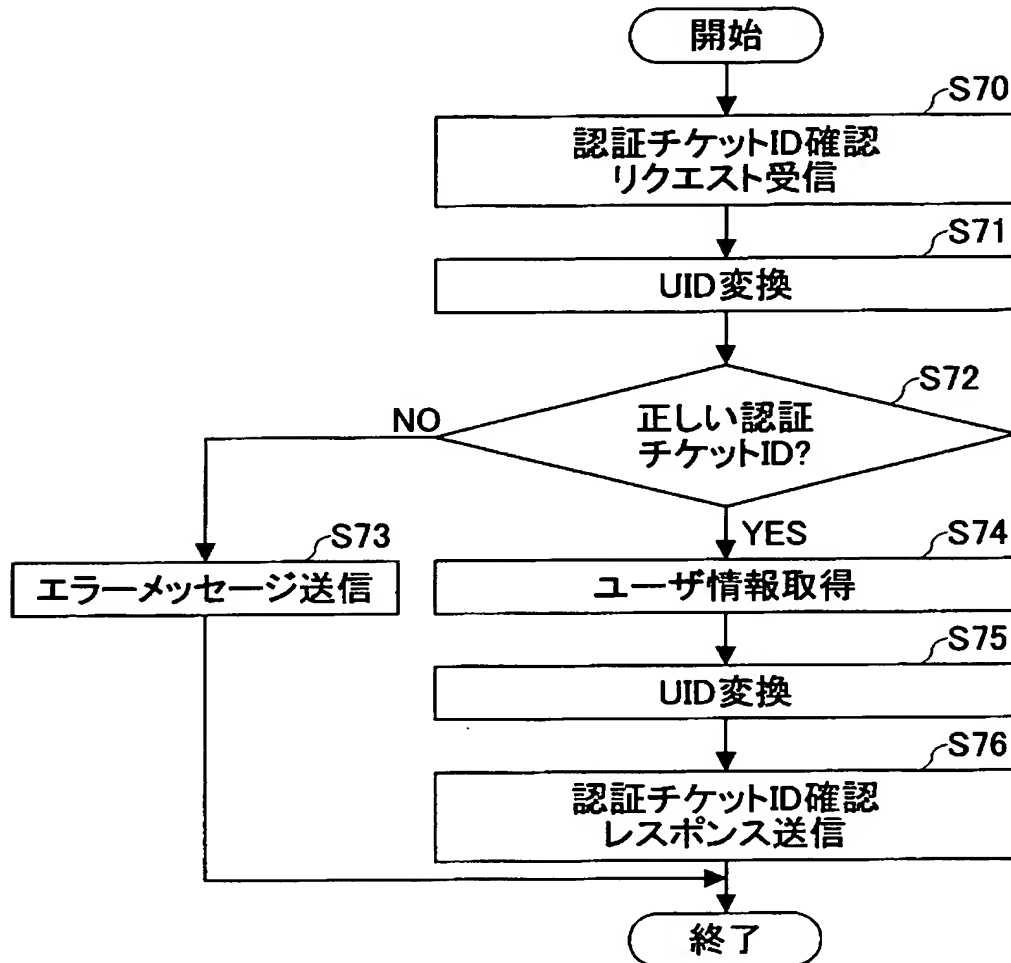 開始
S70
認証チケットID確認
リクエスト受信
S71
UID変換
S72
正しい認証
チケットID?
NO
YES
S73
エラーメッセージ送信
S74
ユーザ情報取得
S75
UID変換
S76
認証チケットID確認
レスポンス送信
終了